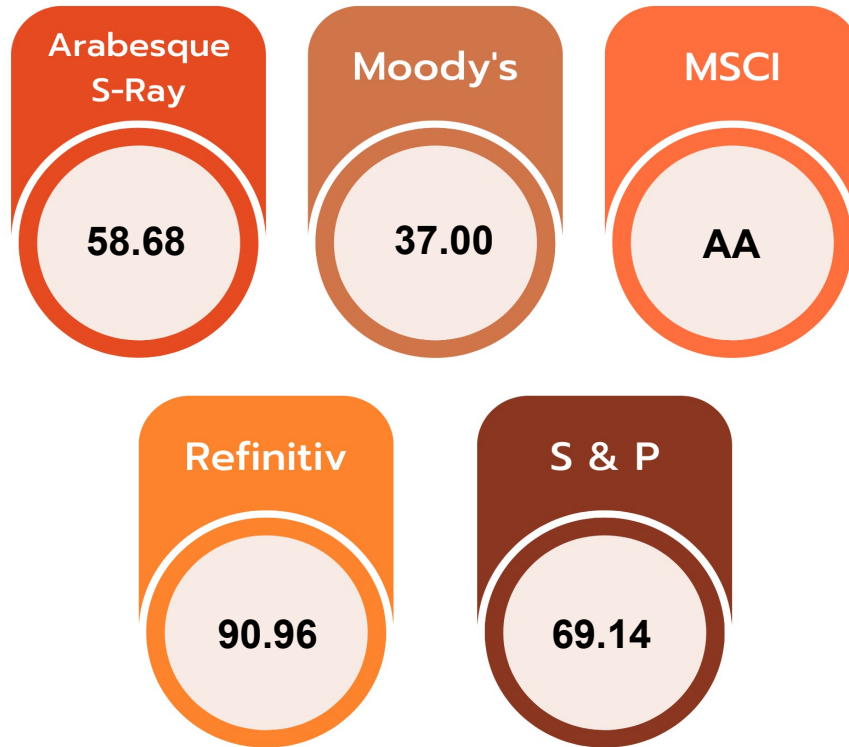 Arabesque
S-Ray
58.68
Moody's
37.00
MSCI
AA
Refinitiv
90.96
S & P
69.14